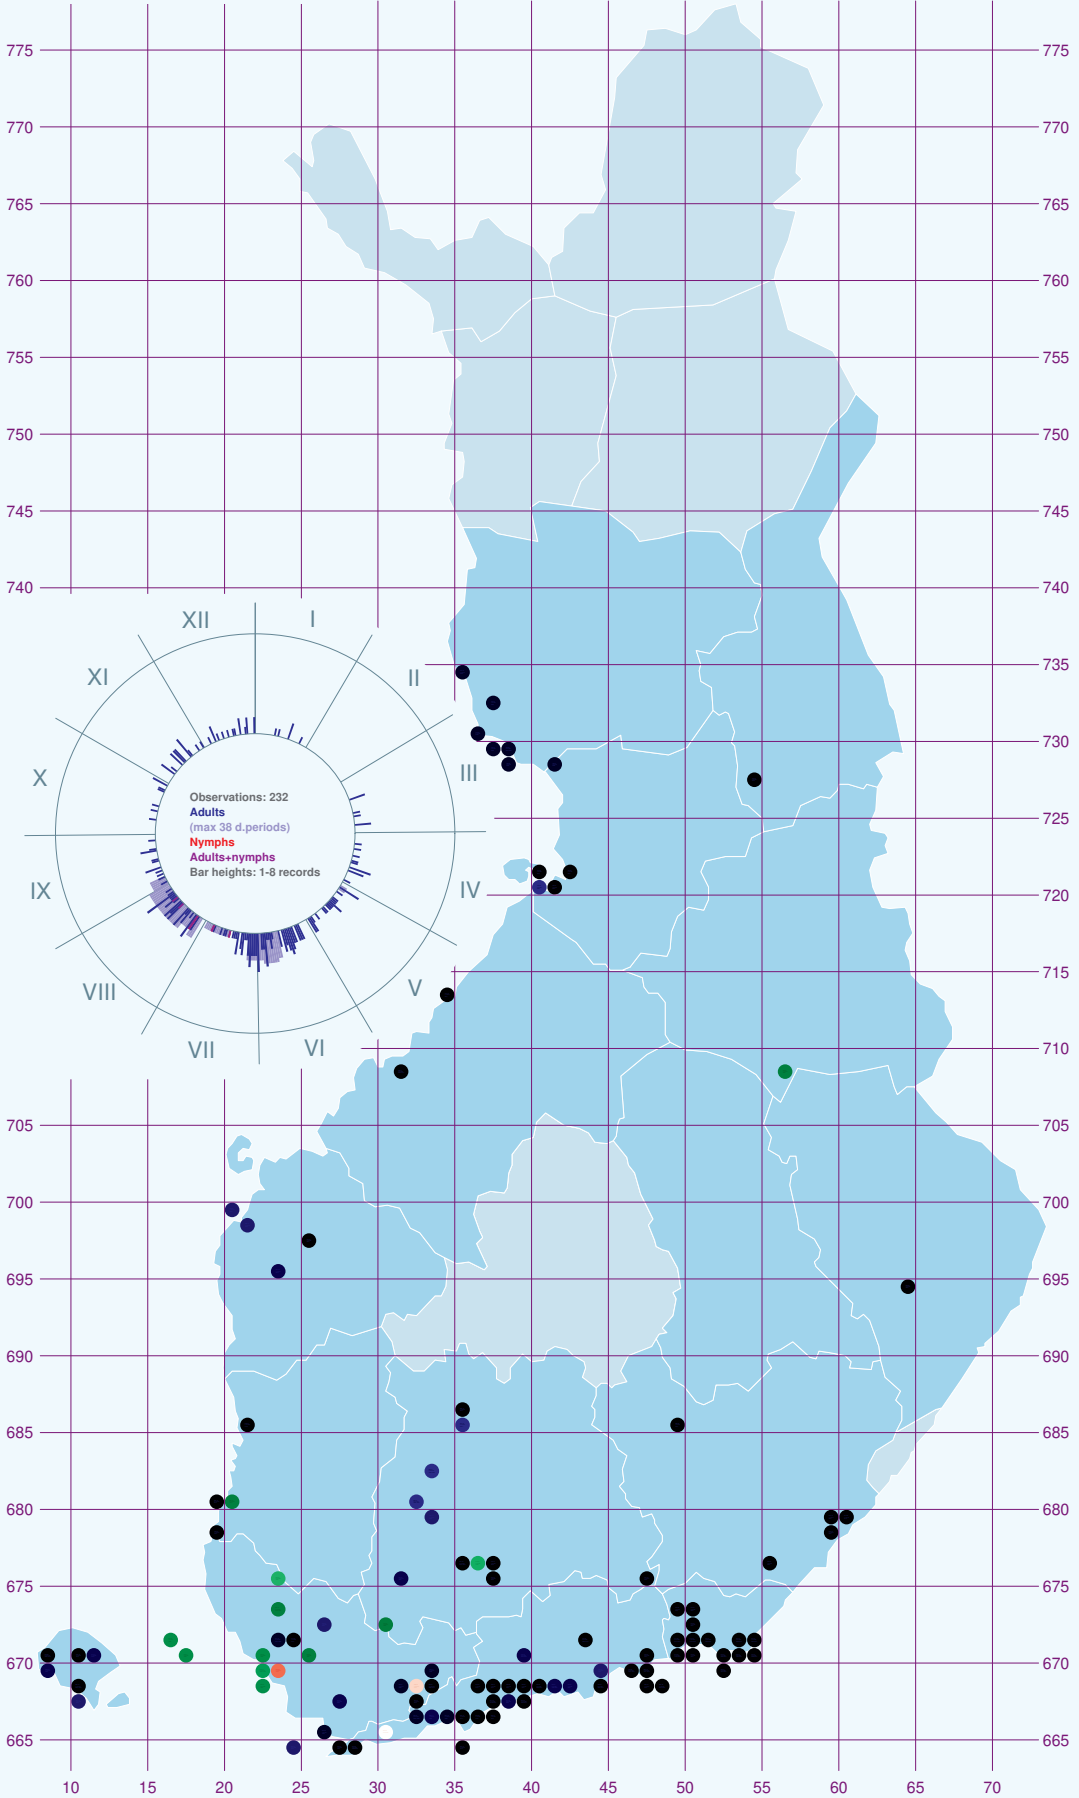 775 775
770 770
765 765
760 760
755 755
750 750
745 745
740 740
XII I
XI II
735 735
730 730
X III
Observations: 232
Adults
(max 38 d.periods)
725 725
Nymphs
Adults+nymphs
Bar heights: 1-8 records
IX IV
720 720
715 715
VIII V
VII VI
710 710
705 705
700 700
695 695
690 690
685 685
680 680
675 675
670 670
665 665
10 15 20 25 30 35 40 45 50 55 60 65 70